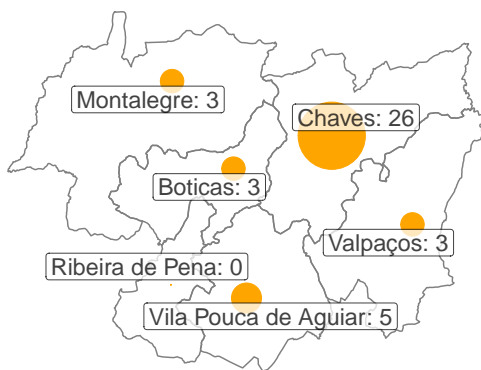 Montalegre: 3
Chaves: 26
Boticas: 3
Valpaços: 3
Ribeira de Pena: 0
Vila Pouca de Aguiar: 5